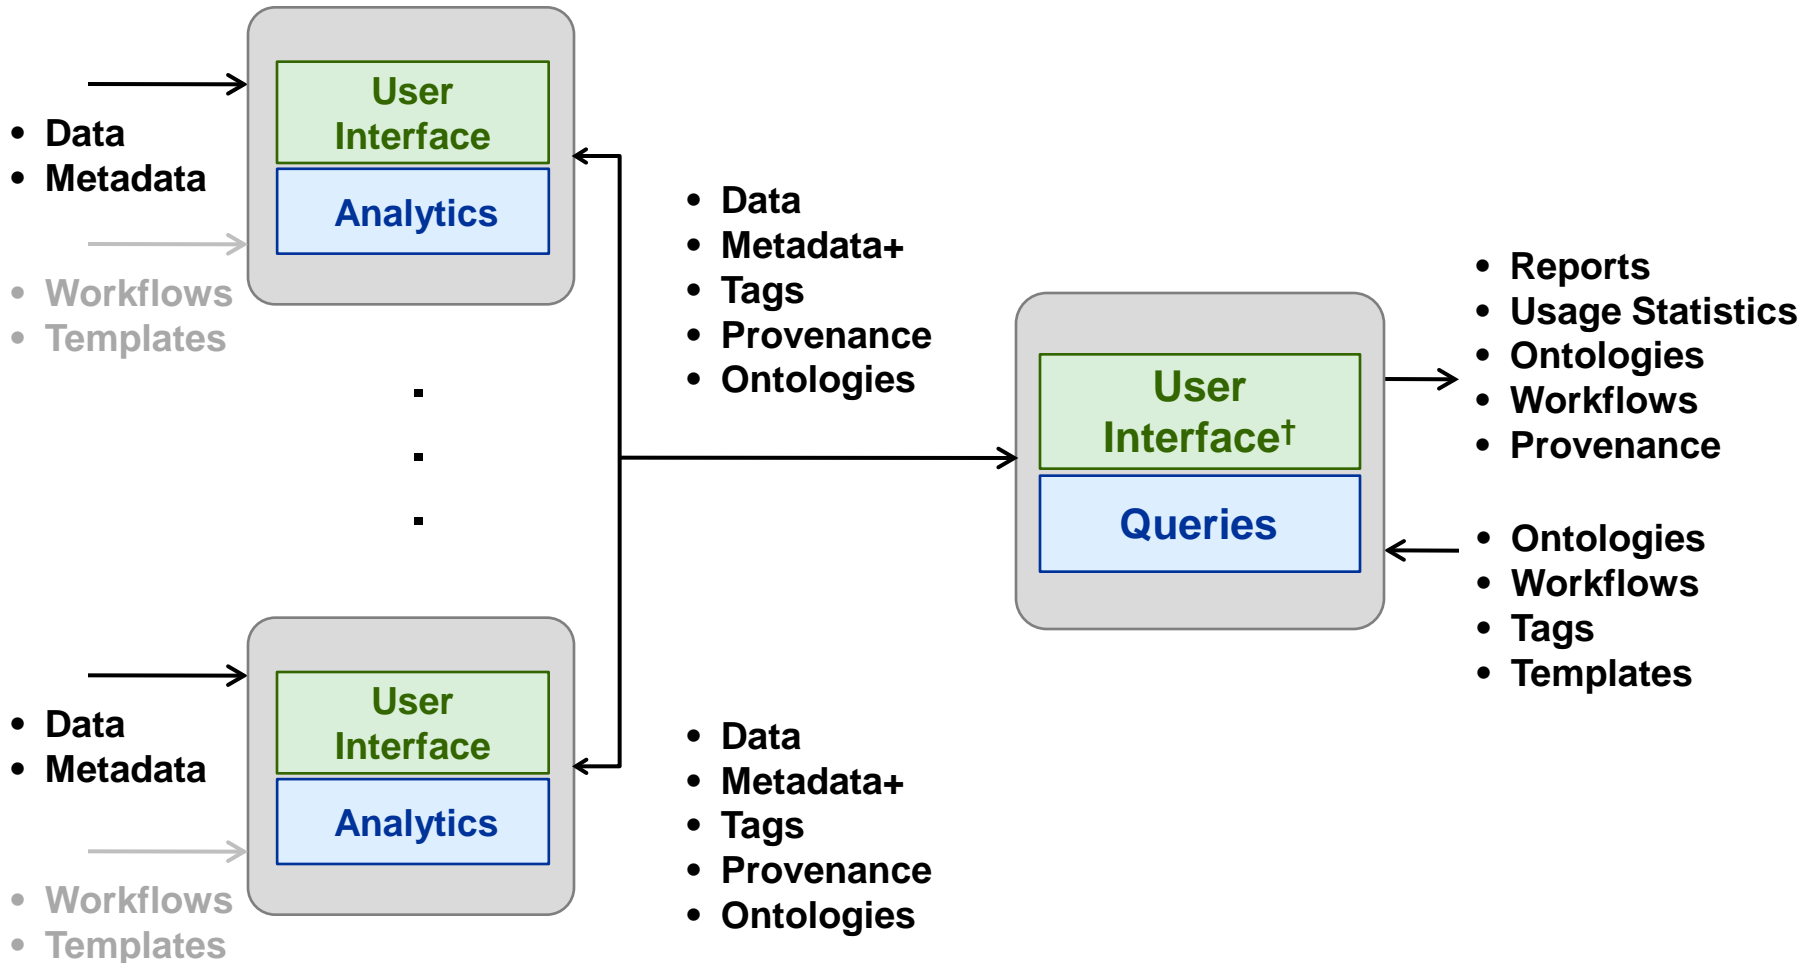 • Data
• Metadata
• Workflows
• Templates
User
Interface
Analytics
• Data
• Metadata+
• Tags
• Provenance
• Ontologies
User
Interface†
Queries
• Reports
• Usage Statistics
• Ontologies
• Workflows
• Provenance
• Ontologies
• Workflows
• Tags
• Templates
• Data
• Metadata
• Workflows
• Templates
User
Interface
Analytics
• Data
• Metadata+
• Tags
• Provenance
• Ontologies